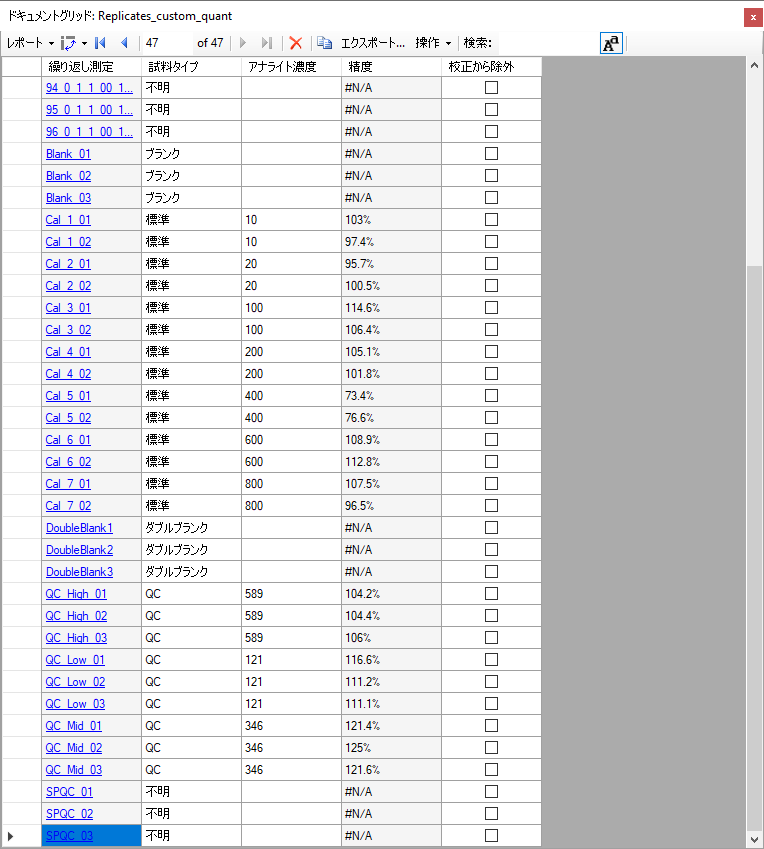 ドキュメントグリッド: Replicates_custom_quant
レポート 47 of 47 エクスポート... 操作 検索: Aa
繰り返し測定 試料タイプ アナライト濃度 精度 校正から除外
94_0_1_1_00_1... 不明 #N/A
95_0_1_1_00_1... 不明 #N/A
96_0_1_1_00_1... 不明 #N/A
Blank_01 ブランク #N/A
Blank_02 ブランク #N/A
Blank_03 ブランク #N/A
Cal_1_01 標準 10 103%
Cal_1_02 標準 10 97.4%
Cal_2_01 標準 20 95.7%
Cal_2_02 標準 20 100.5%
Cal_3_01 標準 100 114.6%
Cal_3_02 標準 100 106.4%
Cal_4_01 標準 200 105.1%
Cal_4_02 標準 200 101.8%
Cal_5_01 標準 400 73.4%
Cal_5_02 標準 400 76.6%
Cal_6_01 標準 600 108.9%
Cal_6_02 標準 600 112.8%
Cal_7_01 標準 800 107.5%
Cal_7_02 標準 800 96.5%
DoubleBlank1 ダブルブランク #N/A
DoubleBlank2 ダブルブランク #N/A
DoubleBlank3 ダブルブランク #N/A
QC_High_01 QC 589 104.2%
QC_High_02 QC 589 104.4%
QC_High_03 QC 589 106%
QC_Low_01 QC 121 116.6%
QC_Low_02 QC 121 111.2%
QC_Low_03 QC 121 111.1%
QC_Mid_01 QC 346 121.4%
QC_Mid_02 QC 346 125%
QC_Mid_03 QC 346 121.6%
SPQC_01 不明 #N/A
SPQC_02 不明 #N/A
SPQC_03 不明 #N/A